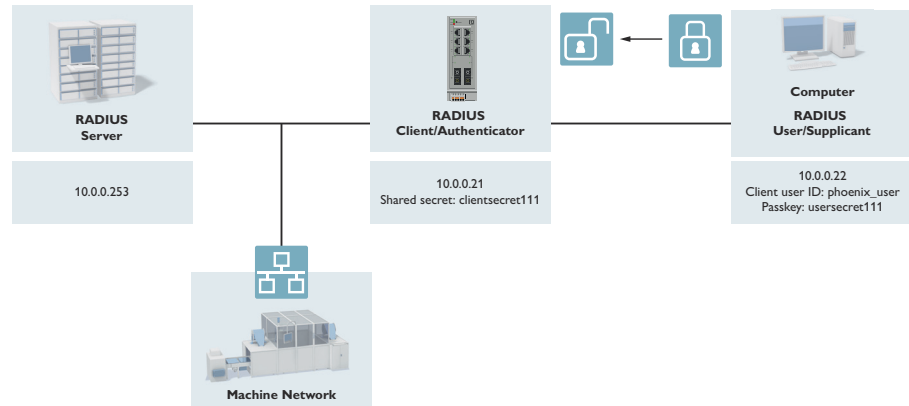 RADIUS
Server
RADIUS
Client/Authenticator
Computer
RADIUS
User/Supplicant
10.0.0.253
10.0.0.21
Shared secret: clientsecret111
10.0.0.22
Client user ID: phoenix_user
Passkey: usersecret111
Machine Network